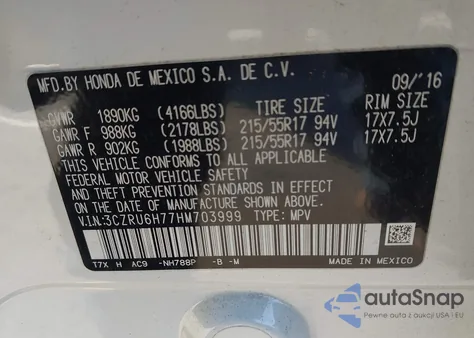 MFD.BY HONDA DE MEXICO S.A. DE C.V. 09/'16
GVWR 1890KG (4166LBS) TIRE SIZE RIM SIZE
GAWR F 988KG (2178LBS) 215/55R17 94V 17X7.5J
GAWR R 902KG (1988LBS) 215/55R17 94V 17X7.5J
THIS VEHICLE CONFORMS TO ALL APPLICABLE
FEDERAL MOTOR VEHICLE SAFETY
AND THEFT PREVENTION STANDARDS IN EFFECT ON
THE DATE OF MANUFACTURE SHOWN ABOVE.
V.I.N:3CZRU6H77HM703999 TYPE: MPV
T7X H AC9 -NH788P -B -M MADE IN MEXICO
autoSnap
Pewne auta z aukcji USA i EU